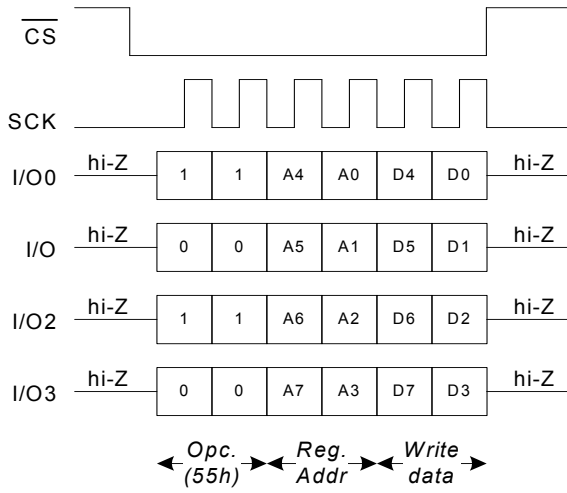 CS
SCK
I/O0 hi-Z 1 1 A4 A0 D4 D0 hi-Z
I/O hi-Z 0 0 A5 A1 D5 D1 hi-Z
I/O2 hi-Z 1 1 A6 A2 D6 D2 hi-Z
I/O3 hi-Z 0 0 A7 A3 D7 D3 hi-Z
Opc. Reg. Write
(55h) Addr data